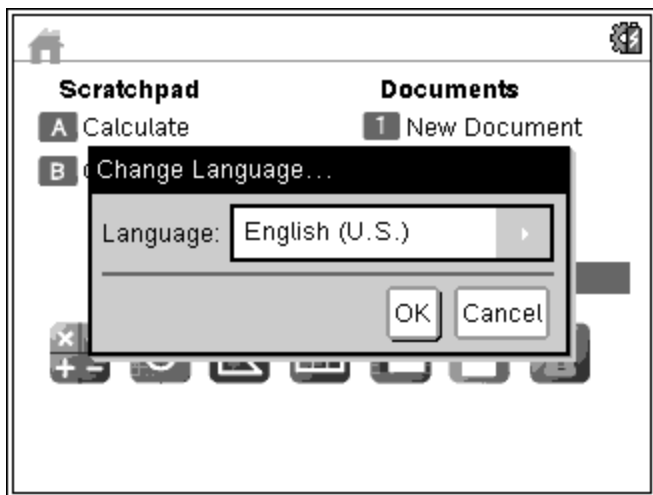 Scratchpad
Documents
A Calculate
1 New Document
B
Change Language...
Language: English (U.S.)
OK Cancel